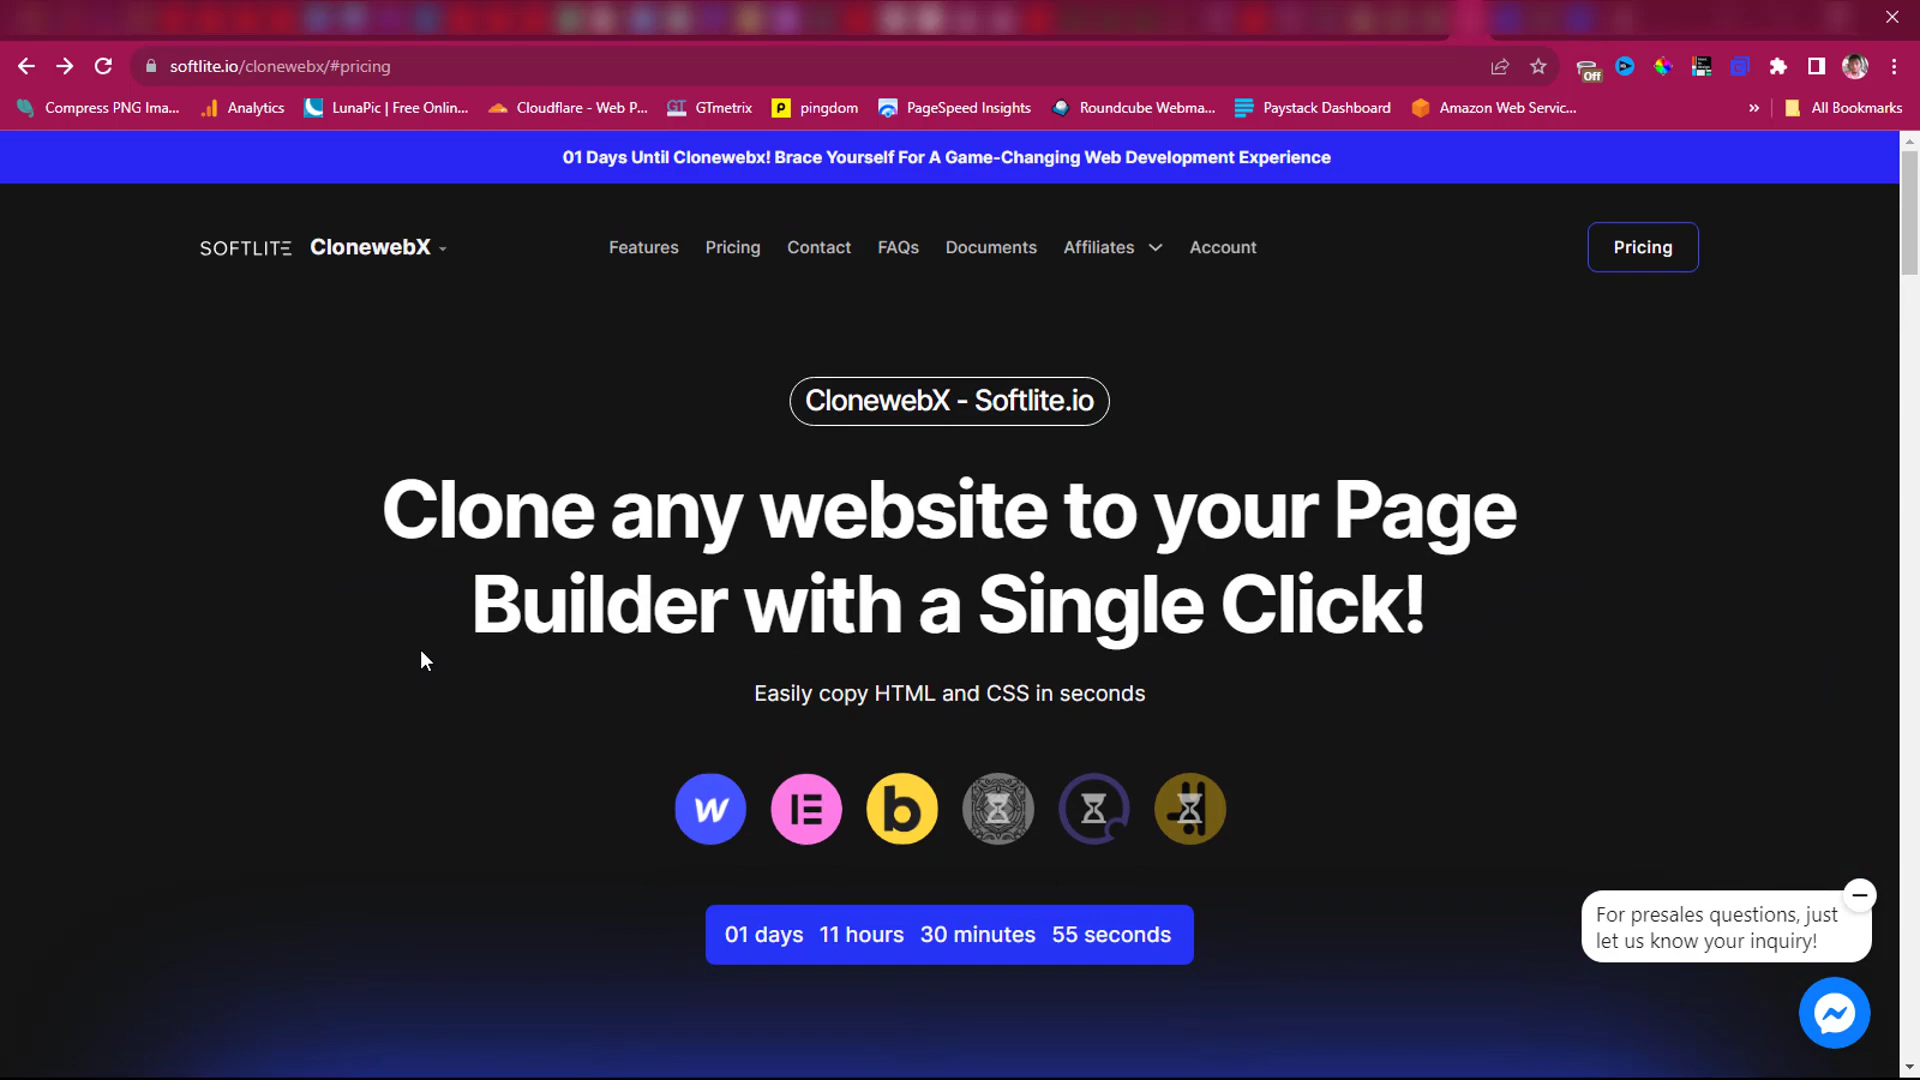 softlite.io/clonewebx/#pricing
Off
Compress PNG Ima...
Analytics
LunaPic | Free Onlin...
Cloudflare - Web P...
GT
GTmetrix
p
pingdom
PageSpeed Insights
Roundcube Webma...
Paystack Dashboard
Amazon Web Servic...
»
All Bookmarks
01 Days Until Clonewebx! Brace Yourself For A Game-Changing Web Development Experience
SOFTLITE
ClonewebX
Features
Pricing
Contact
FAQs
Documents
Affiliates
Account
Pricing
ClonewebX - Softlite.io
Clone any website to your Page
Builder with a Single Click!
Easily copy HTML and CSS in seconds
W
b
01 days 11 hours 30 minutes 55 seconds
For presales questions, just
let us know your inquiry!